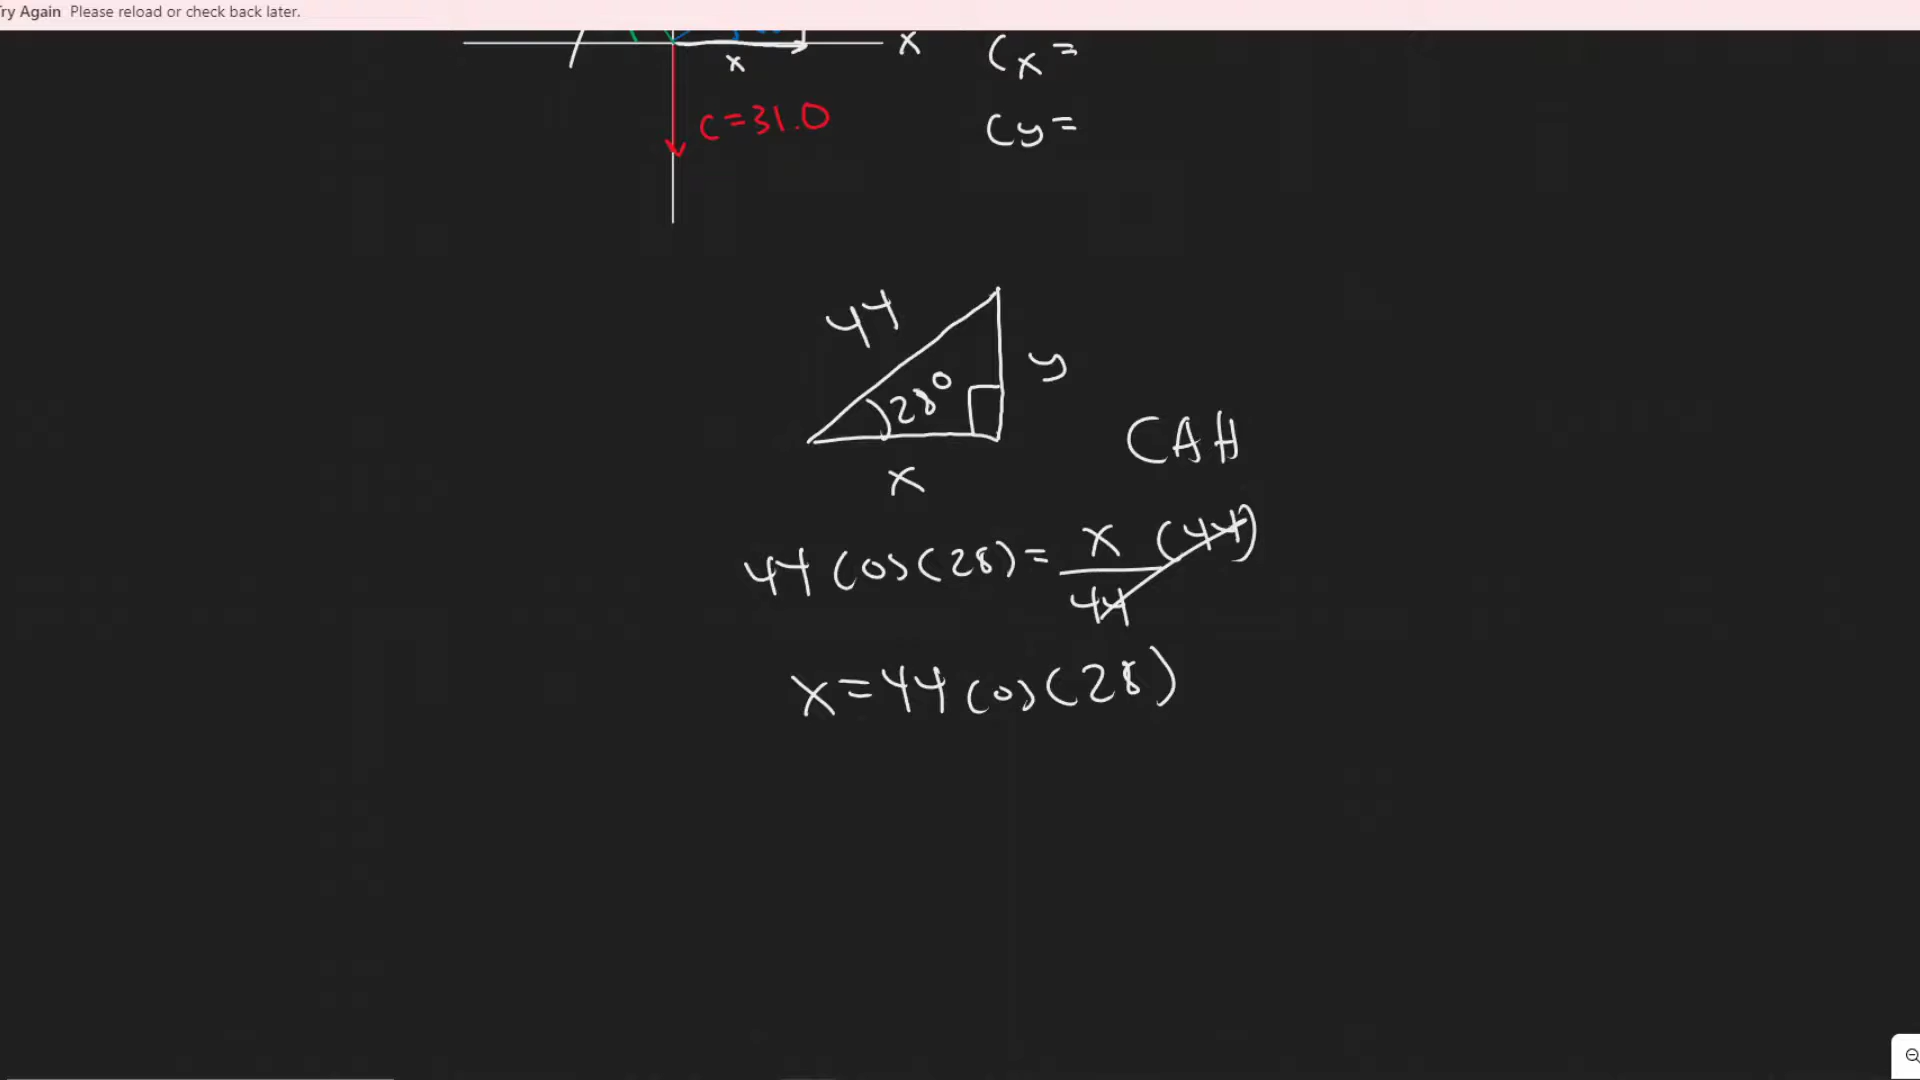 ry Again Please reload or check back later.
x
x
Cx =
C = 31.0
Cy =
44
y
28°
x
CAH
44 cos(28) = x (44) / 44
x = 44 cos(28)